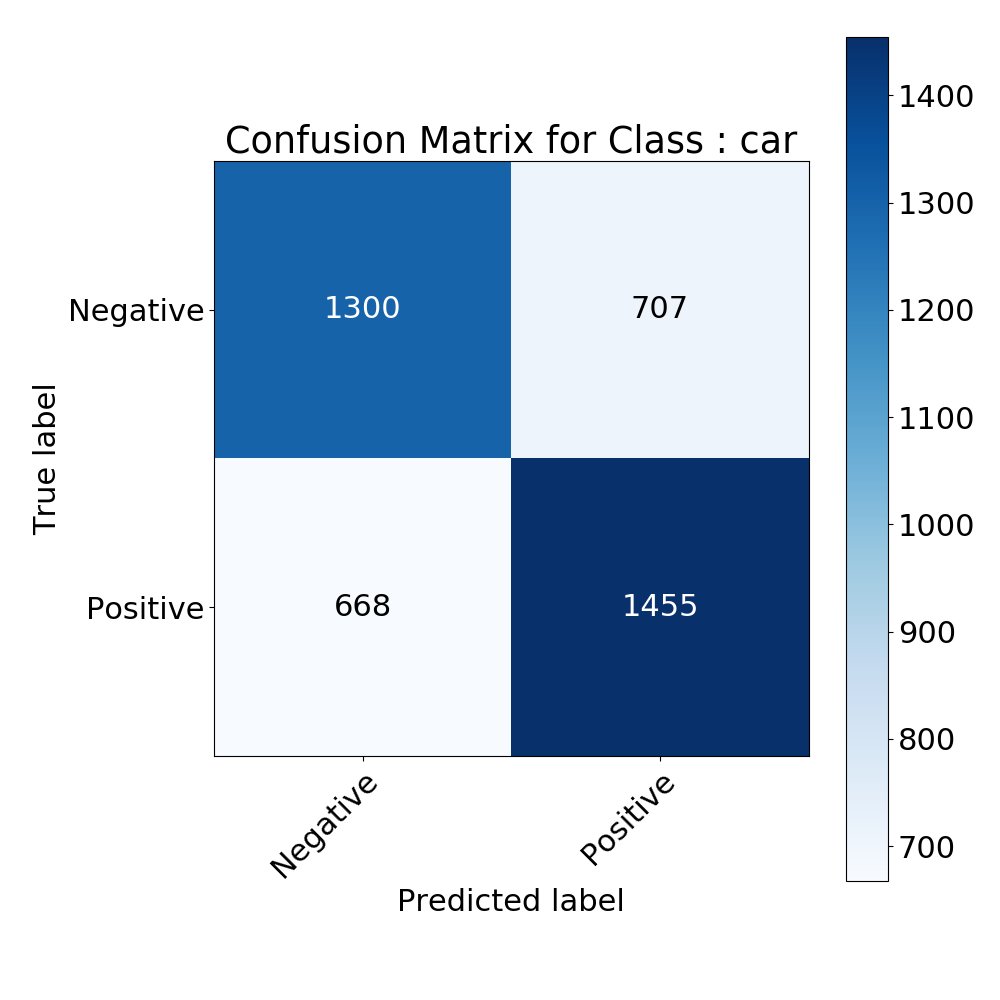 Confusion Matrix for Class : car
True label
Negative
1300
707
Positive
668
1455
Negative
Positive
Predicted label
1400
1300
1200
1100
1000
900
800
700